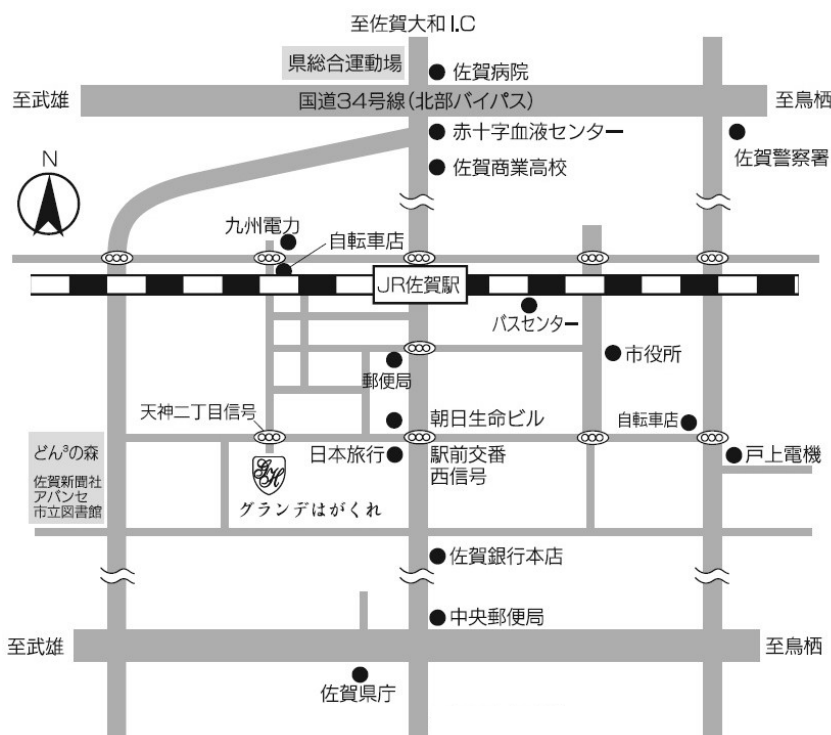 至佐賀大和I.C
県総合運動場
佐賀病院
至武雄
国道34号線(北部バイパス)
至鳥栖
赤十字血液センター
佐賀警察署
佐賀商業高校
N
九州電力
自転車店
JR佐賀駅
バスセンター
市役所
郵便局
天神二丁目信号
朝日生命ビル
自転車店
どん³の森
佐賀新聞社
アバンセ
市立図書館
日本旅行
駅前交番
西信号
戸上電機
GH
グランデはがくれ
佐賀銀行本店
中央郵便局
至武雄
至鳥栖
佐賀県庁